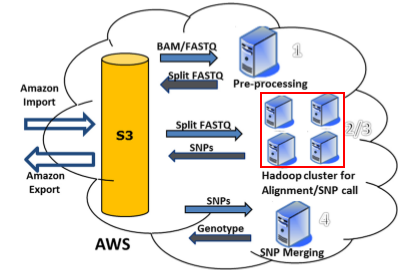 BAM/FASTQ
1
Split FASTQ
Pre-processing
Amazon
Import
S3
Split FASTQ
2/3
SNPs
Hadoop cluster for
Alignment/SNP call
Amazon
Export
SNPs
4
Genotype
SNP Merging
AWS